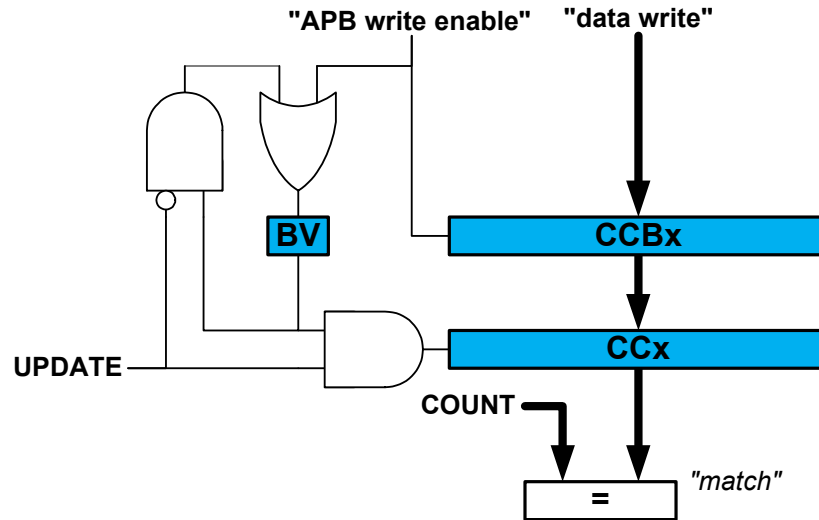 "APB write enable" "data write"
BV
CCBx
CCx
UPDATE
COUNT
"match"
=